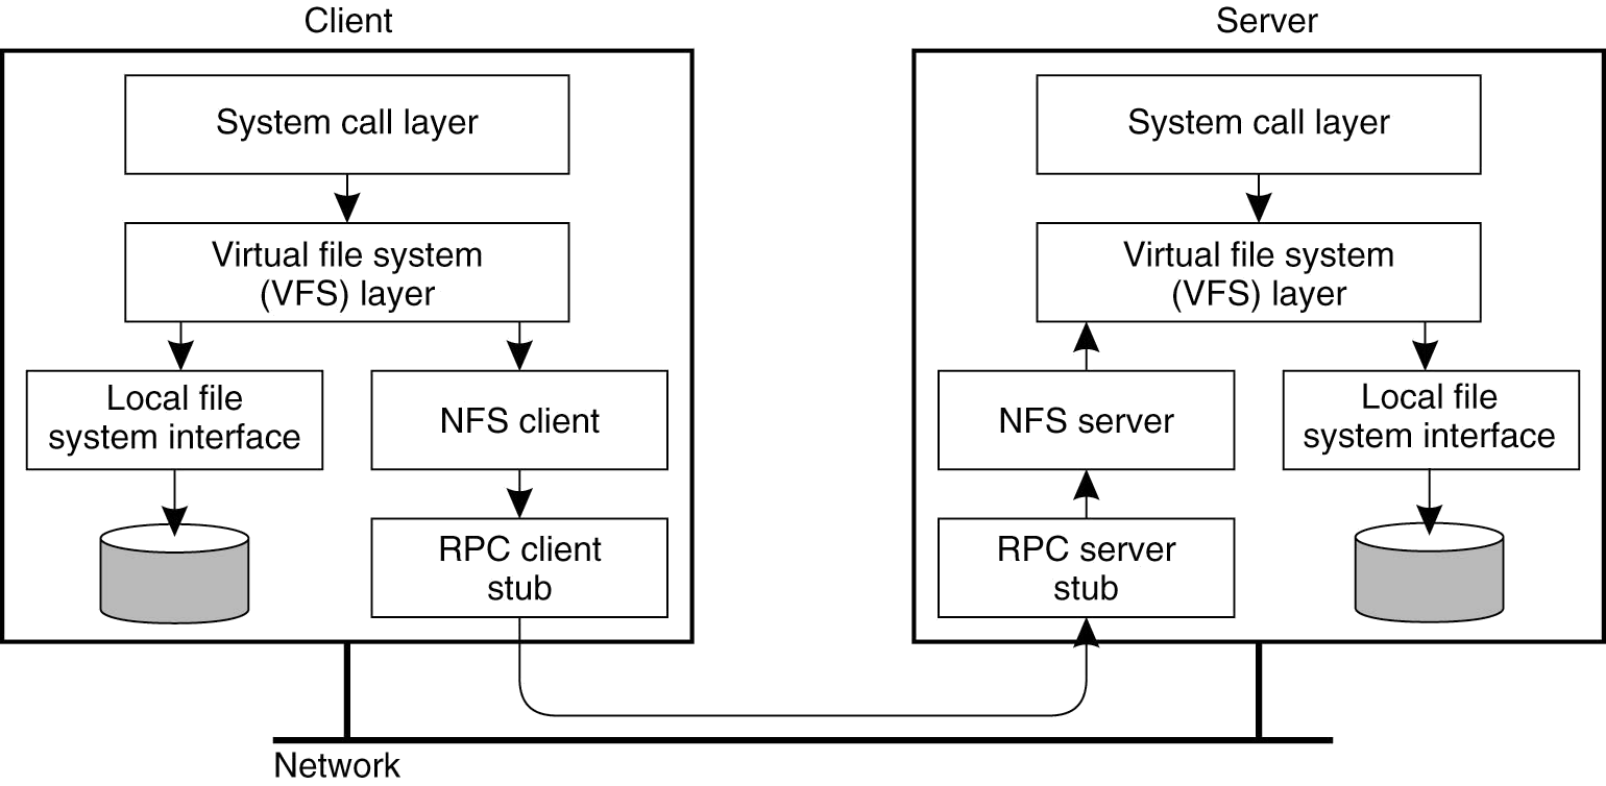 Client
Server
System call layer
System call layer
Virtual file system
(VFS) layer
Virtual file system
(VFS) layer
Local file
system interface
NFS client
NFS server
Local file
system interface
RPC client
stub
RPC server
stub
Network